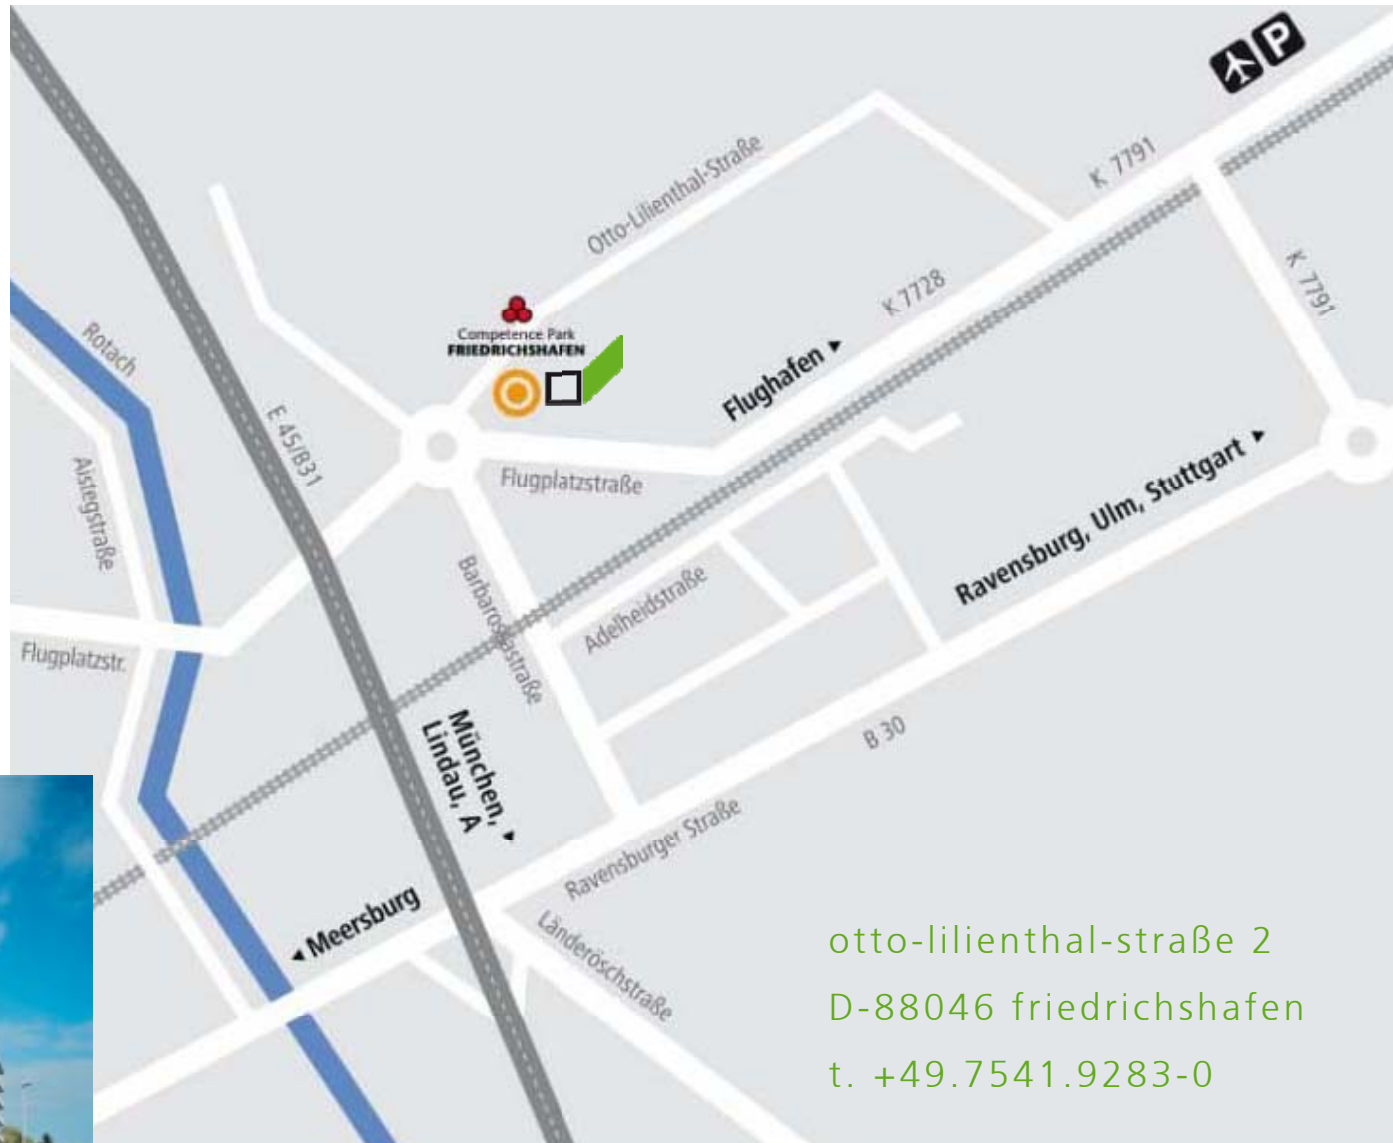 P
K 7791
Otto-Lilienthal-Straße
K 7728
K 7791
Competence Park
FRIEDRICHSHAFEN
Rotach
Flughafen ►
E 45/B31
Aistegstraße
Flugplatzstraße
Ravensburg, Ulm, Stuttgart ►
Barbarossastraße
Adelheidstraße
Flugplatzstr.
München,
Lindau, A ►
B 30
Ravensburger Straße
◄ Meersburg
Länderöschstraße
otto-lilienthal-straße 2
D-88046 friedrichshafen
t. +49.7541.9283-0